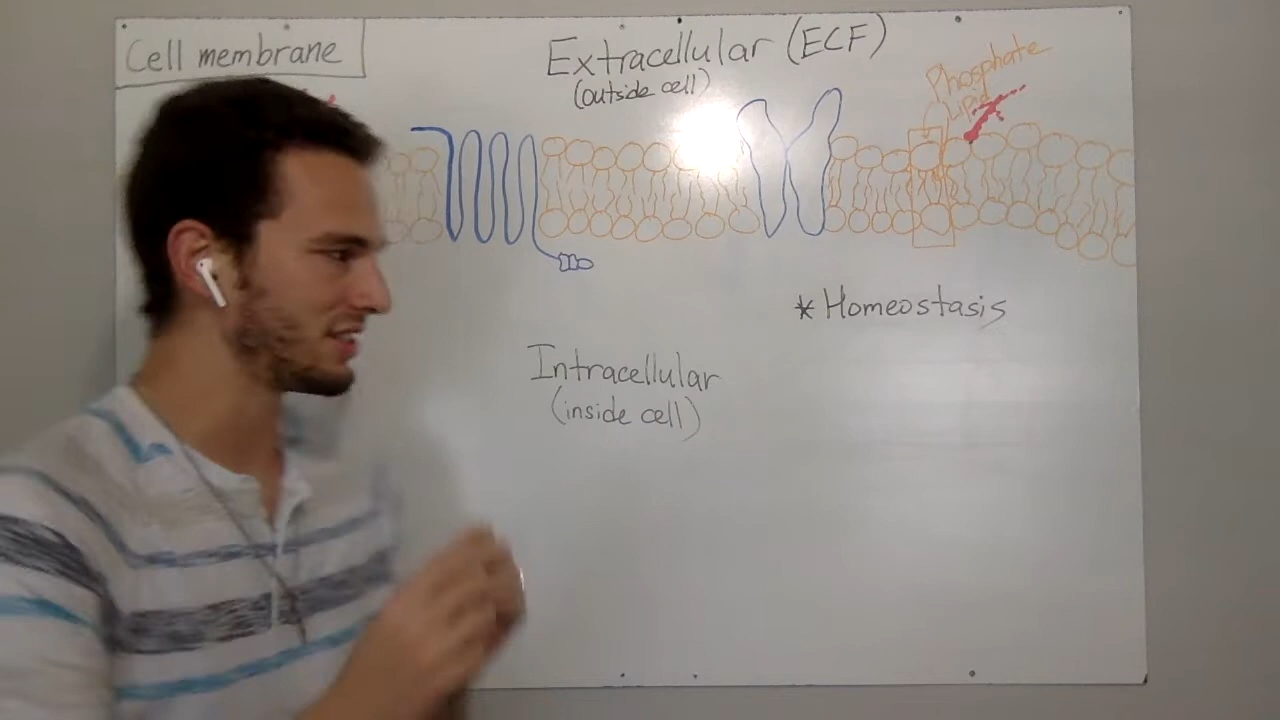 Cell membrane
Extracellular (ECF)
(outside cell)
Phosphate
Lipid
* Homeostasis
Intracellular
(inside cell)